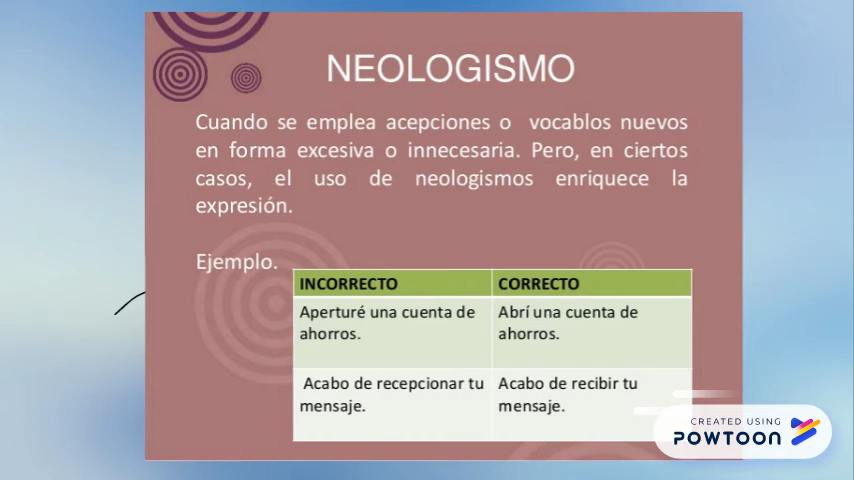 NEOLOGISMO
Cuando se emplea acepciones o vocablos nuevos
en forma excesiva o innecesaria. Pero, en ciertos
casos, el uso de neologismos enriquece la
expresión.
Ejemplo.
INCORRECTO CORRECTO
Aperturé una cuenta de Abrí una cuenta de
ahorros. ahorros.
Acabo de recepcionar tu Acabo de recibir tu
mensaje. mensaje.
CREATED USING
POWTOON